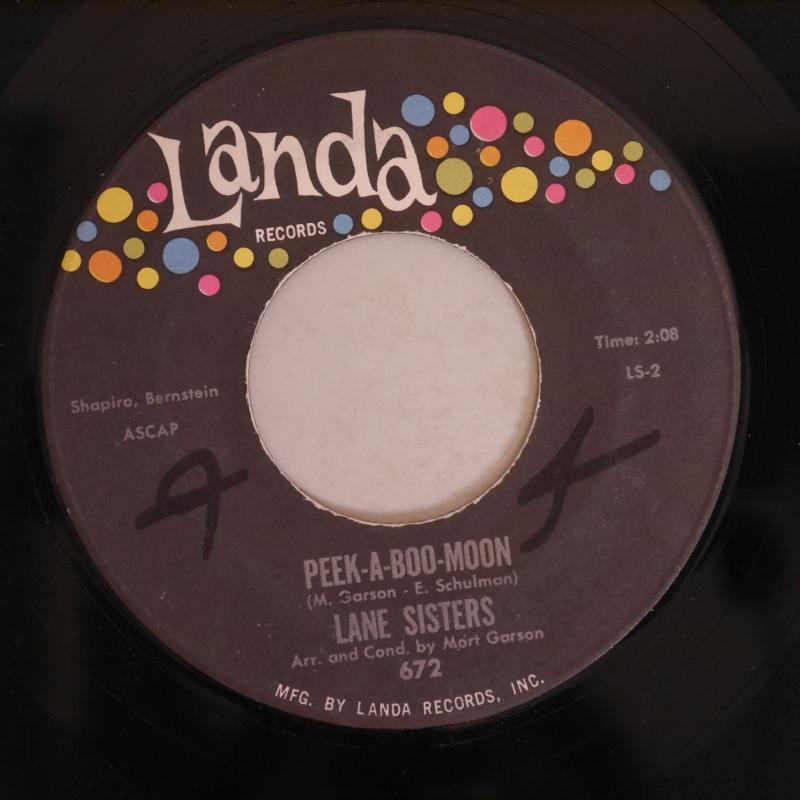 Landa
RECORDS
Time: 2:08
LS-2
Shapiro, Bernstein
ASCAP
PEEK-A-BOO-MOON
(M. Garson - E. Schulman)
LANE SISTERS
Arr. and Cond. by Mort Garson
672
MFG. BY LANDA RECORDS, INC.